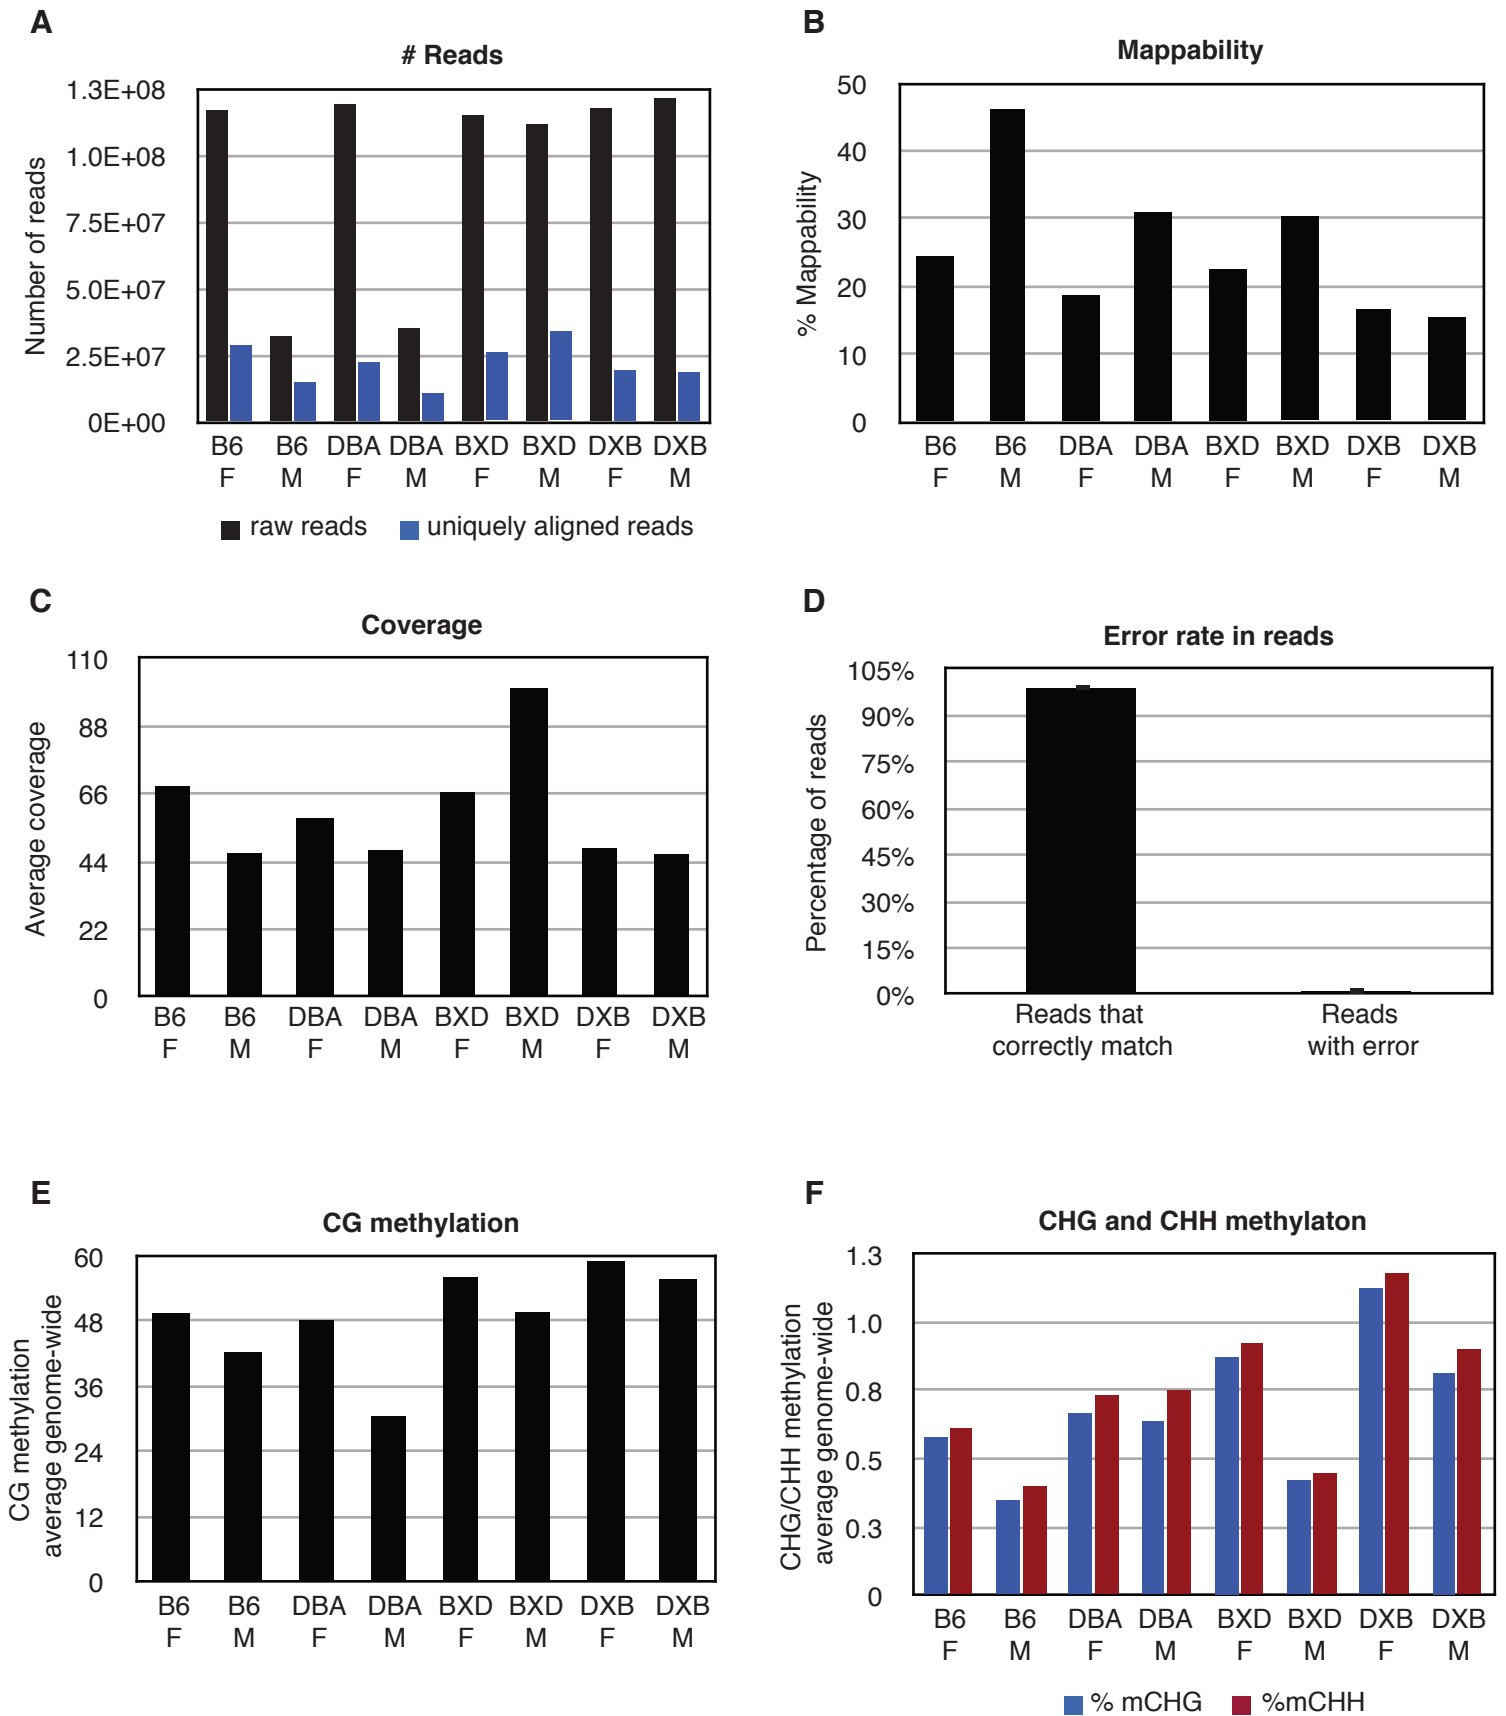 A
# Reads
Number of reads
1.3E+08
1.0E+08
7.5E+07
5.0E+07
2.5E+07
0E+00
B6 B6 DBA DBA BXD BXD DXB DXB
F M F M F M F M
raw reads uniquely aligned reads
B
Mappability
% Mappability
50
40
30
20
10
0
B6 B6 DBA DBA BXD BXD DXB DXB
F M F M F M F M
C
Coverage
Average coverage
110
88
66
44
22
0
B6 B6 DBA DBA BXD BXD DXB DXB
F M F M F M F M
D
Error rate in reads
Percentage of reads
105%
90%
75%
60%
45%
30%
15%
0%
Reads that
correctly match
Reads
with error
E
CG methylation
CG methylation
average genome-wide
60
48
36
24
12
0
B6 B6 DBA DBA BXD BXD DXB DXB
F M F M F M F M
F
CHG and CHH methylaton
CHG/CHH methylation
average genome-wide
1.3
1.0
0.8
0.5
0.3
0
B6 B6 DBA DBA BXD BXD DXB DXB
F M F M F M F M
% mCHG %mCHH